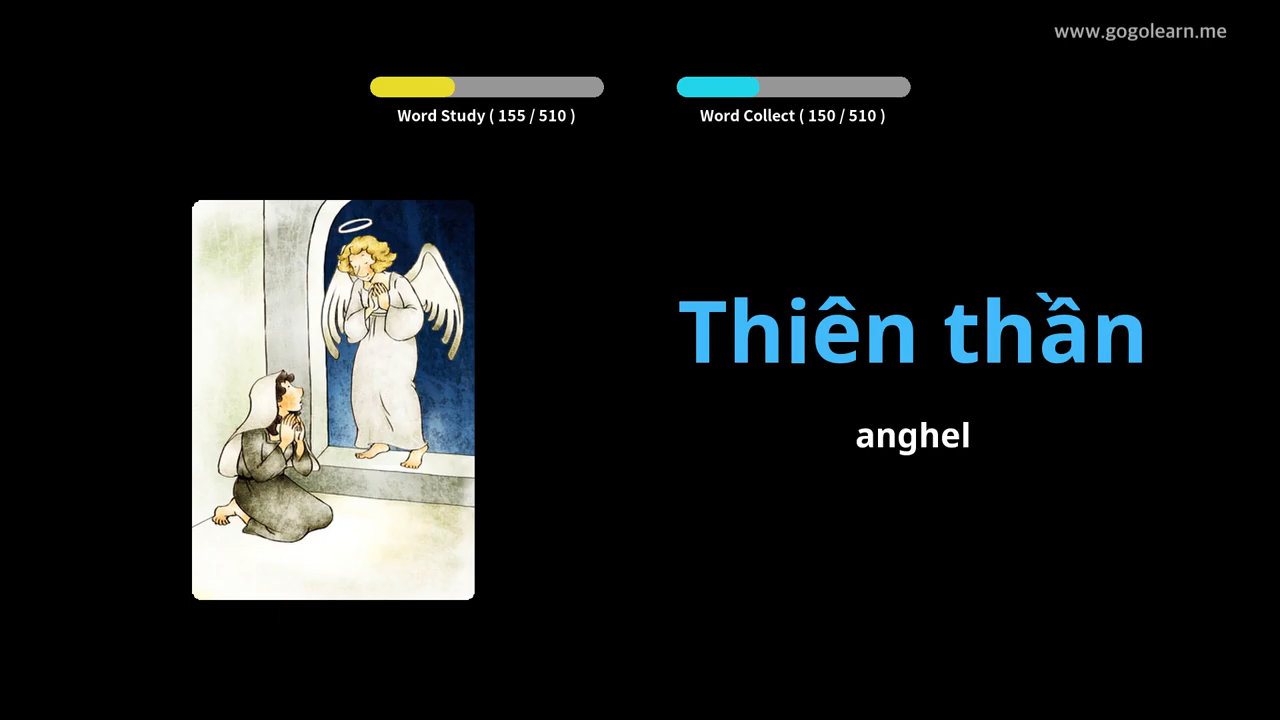 www.gogolearn.me
Word Study ( 155 / 510 )
Word Collect ( 150 / 510 )
Thiên thần
anghel